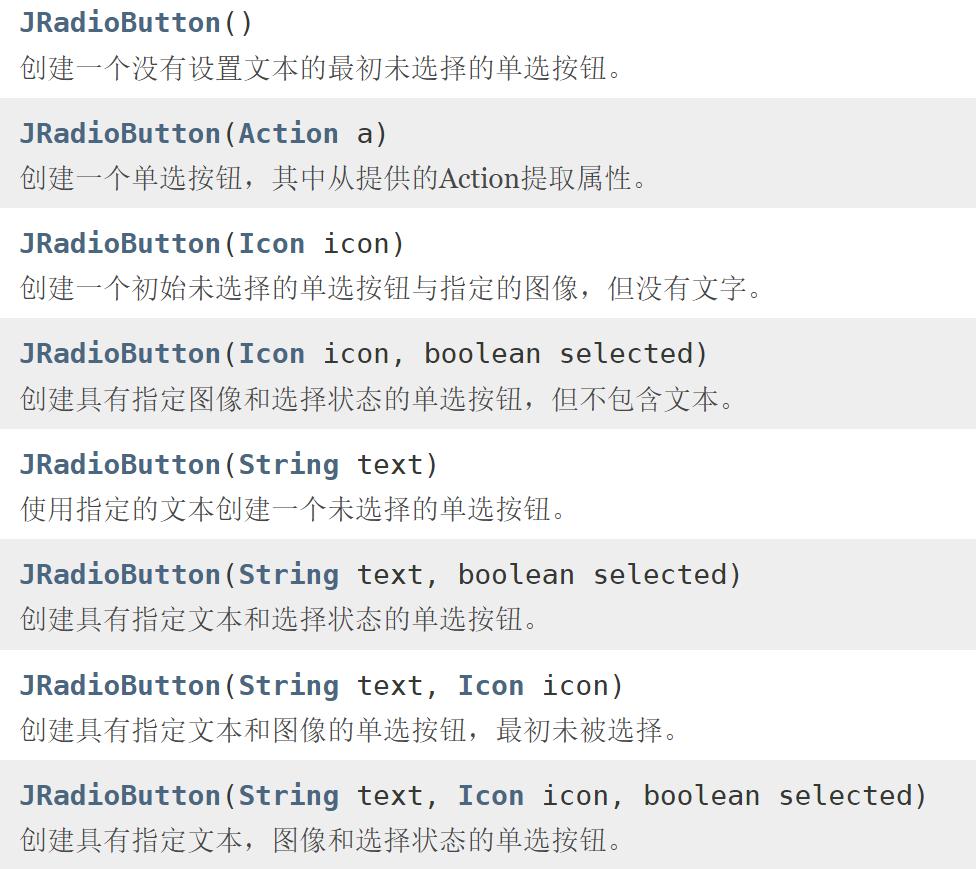 JRadioButton()
创建一个没有设置文本的最初未选择的单选按钮。
JRadioButton(Action a)
创建一个单选按钮，其中从提供的Action提取属性。
JRadioButton(Icon icon)
创建一个初始未选择的单选按钮与指定的图像，但没有文字。
JRadioButton(Icon icon, boolean selected)
创建具有指定图像和选择状态的单选按钮，但不包含文本。
JRadioButton(String text)
使用指定的文本创建一个未选择的单选按钮。
JRadioButton(String text, boolean selected)
创建具有指定文本和选择状态的单选按钮。
JRadioButton(String text, Icon icon)
创建具有指定文本和图像的单选按钮，最初未被选择。
JRadioButton(String text, Icon icon, boolean selected)
创建具有指定文本，图像和选择状态的单选按钮。